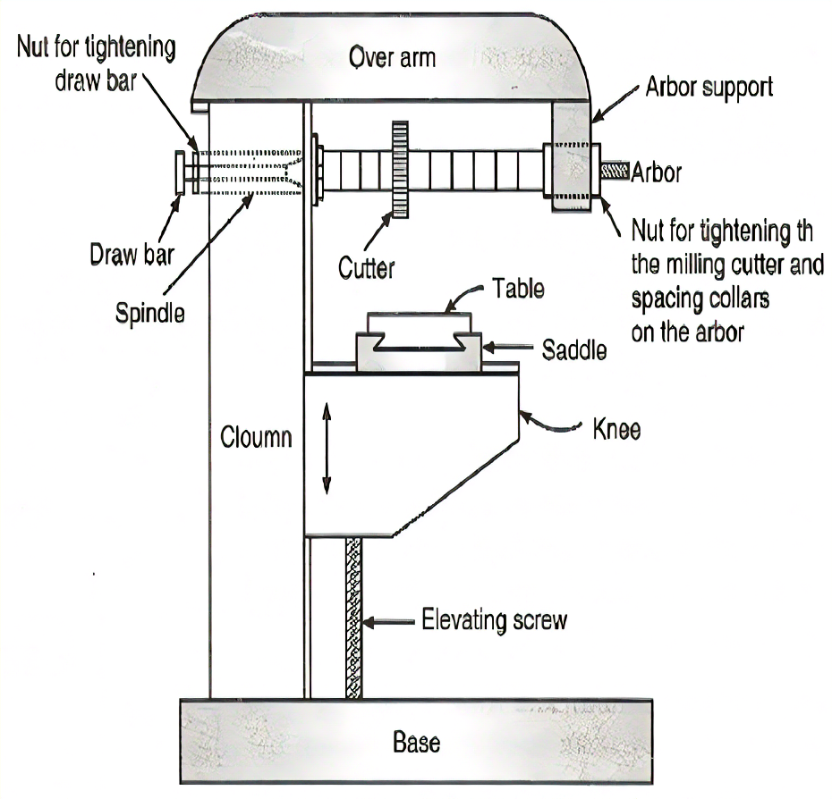 Nut for tightening
draw bar
Over arm
Arbor support
Arbor
Draw bar
Spindle
Cutter
Nut for tightening th
the milling cutter and
spacing collars
on the arbor
Table
Saddle
Cloumn
Knee
Elevating screw
Base